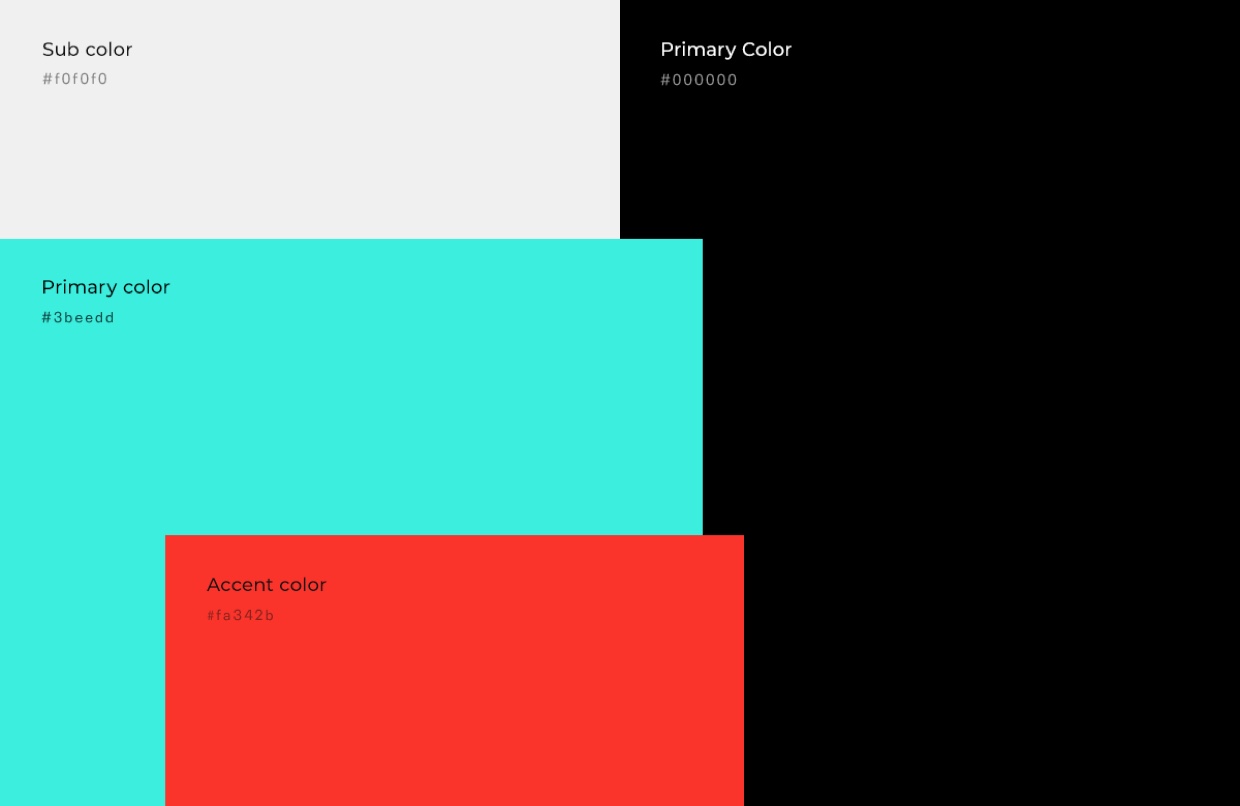 Sub color
#f0f0f0
Primary Color
#000000
Primary color
#3beedd
Accent color
#fa342b